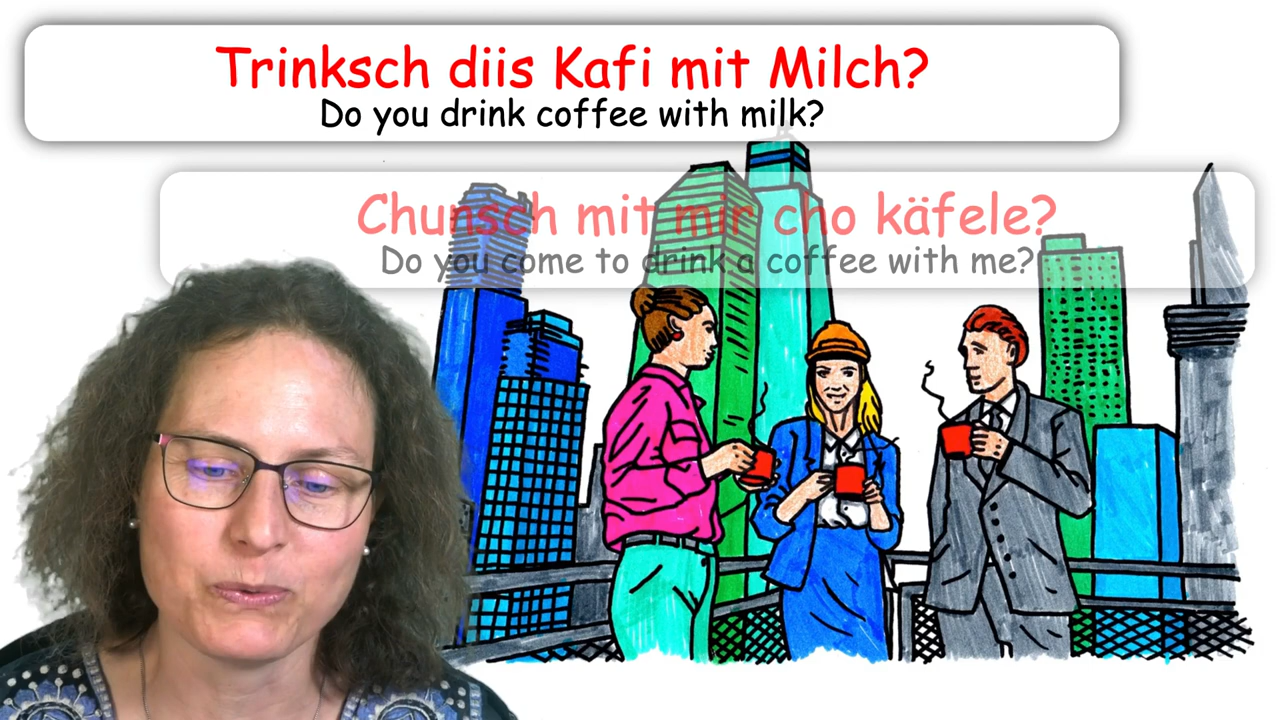 Trinksch diis Kafi mit Milch?
Do you drink coffee with milk?
Chunsch mit mir cho käfele?
Do you come to drink a coffee with me?